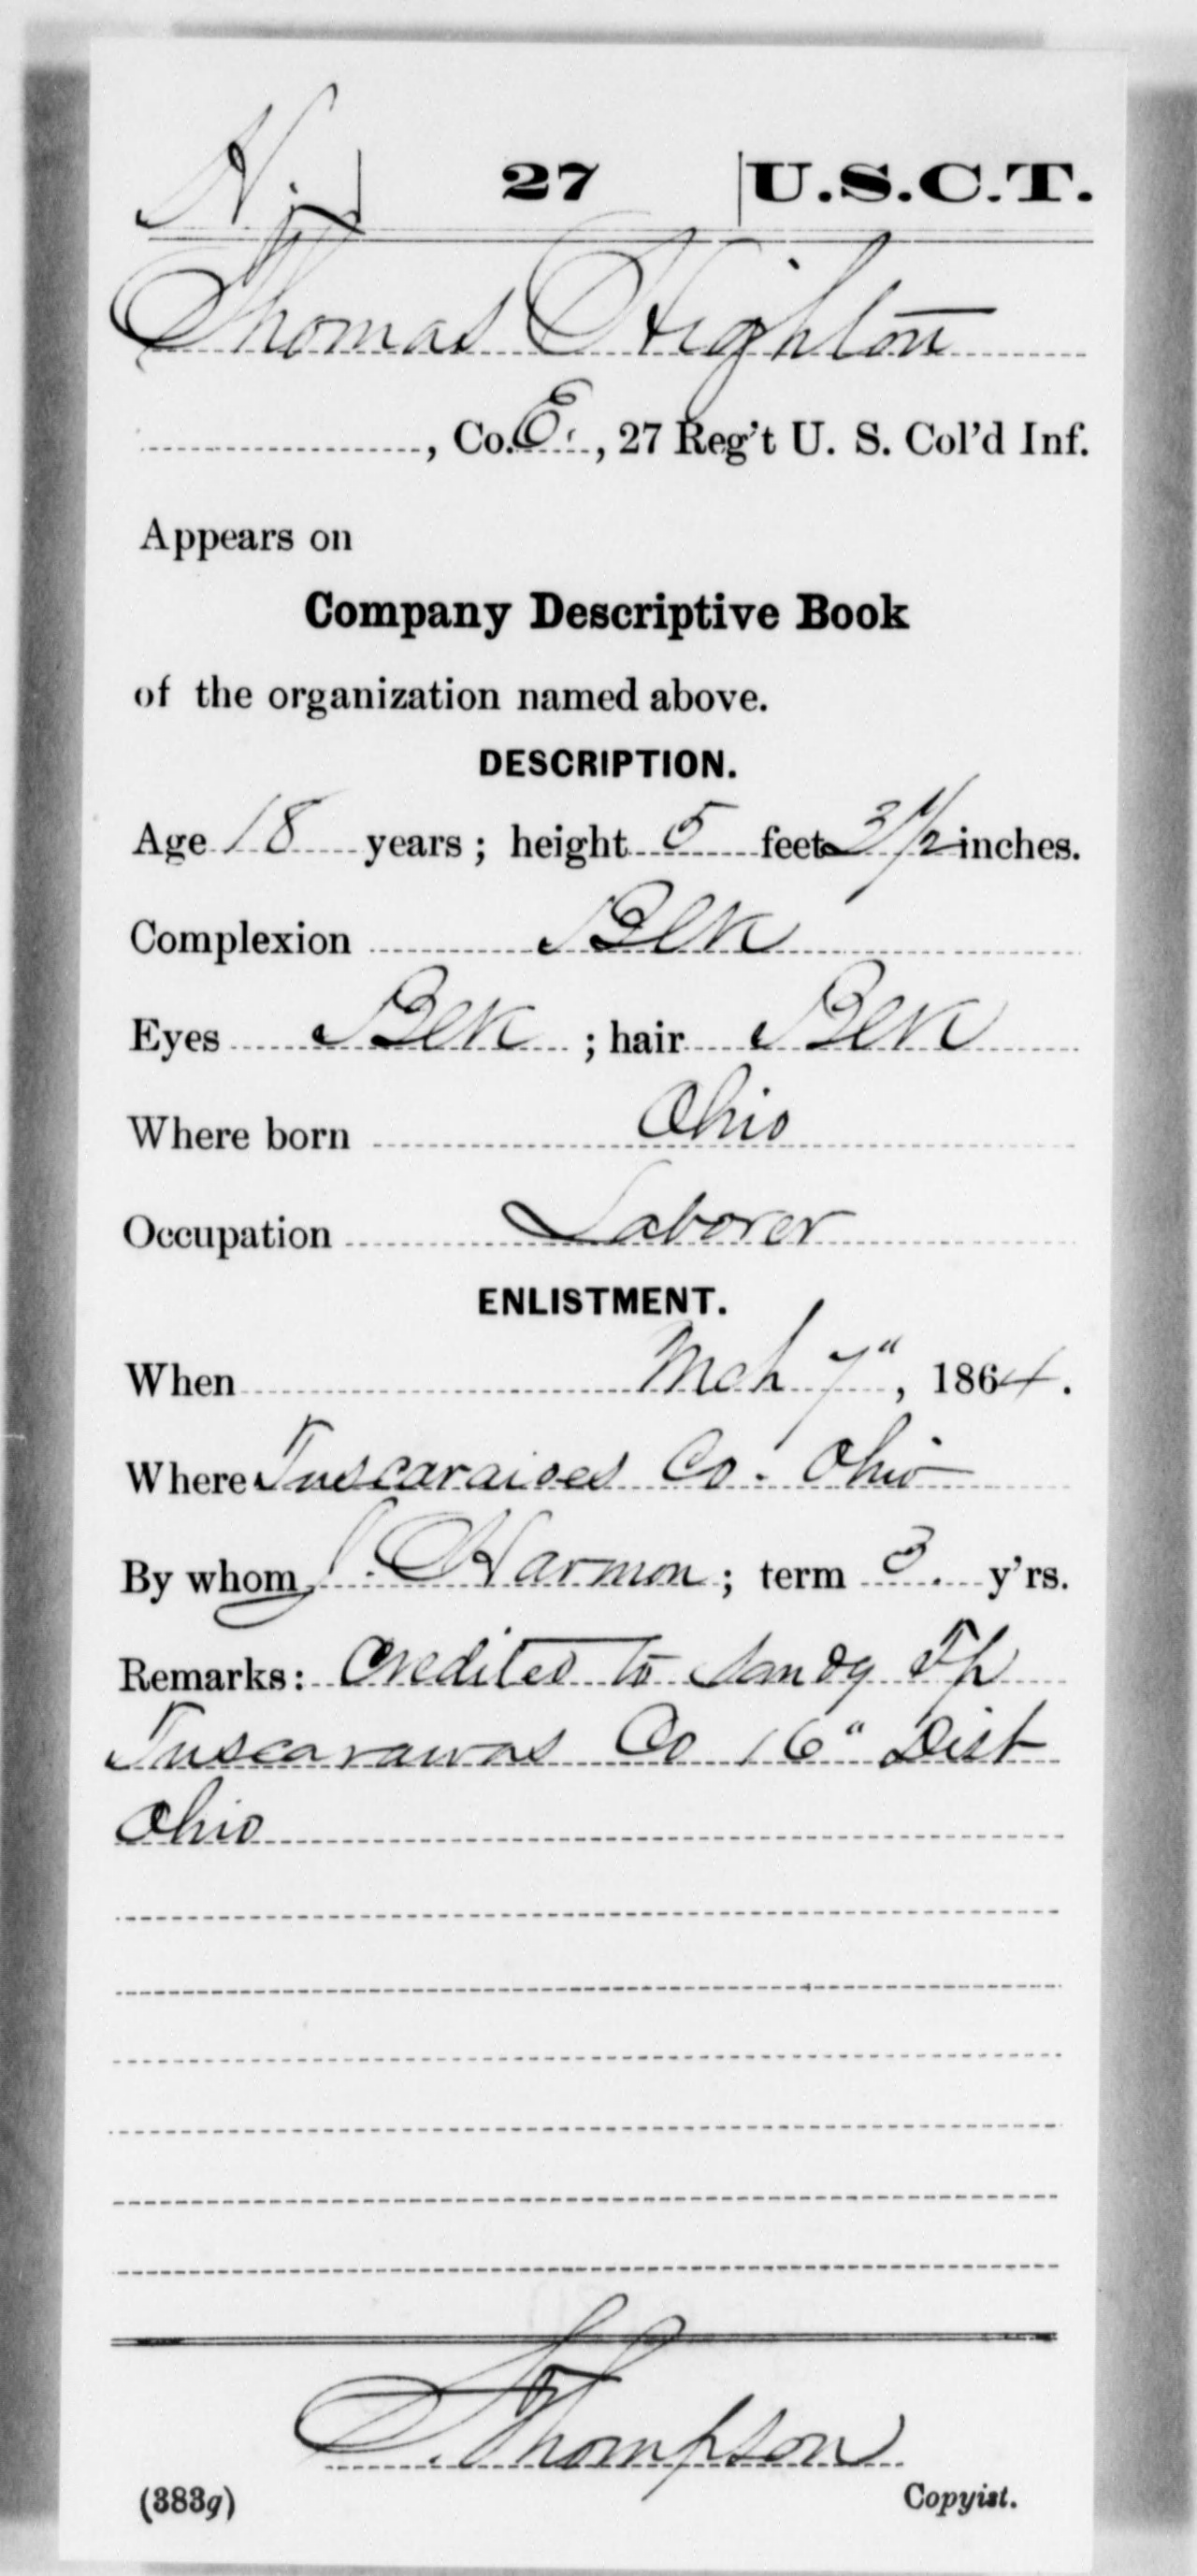 H. | 27 | U.S.C.T.
Thomas Highton
, Co. E., 27 Reg't U. S. Col'd Inf.
Appears on
Company Descriptive Book
of the organization named above.
DESCRIPTION.
Age 18 years; height 5 feet 3 1/2 inches.
Complexion Blk
Eyes Blk; hair Blk
Where born Ohio
Occupation Laborer
ENLISTMENT.
When Mch 7", 1864.
Where Tuscaraioes Co. Ohio
By whom J. Harmon; term 3. y'rs.
Remarks: Credited to Sandy Tp
Tuscarawas Co 16" Dist
Ohio
Thompson
(383g) Copyist.